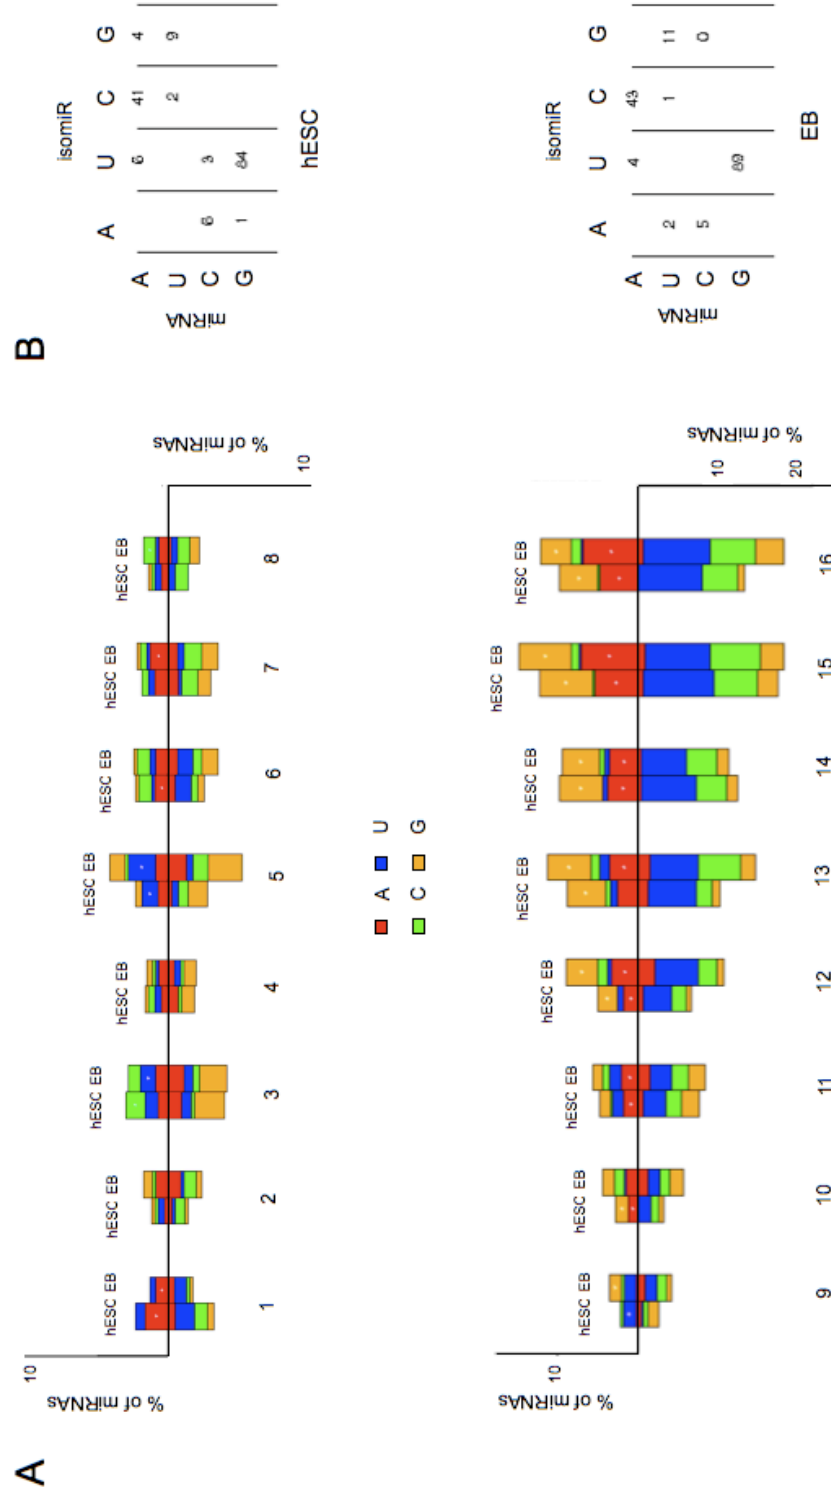 A
% of miRNAs
10
hESC EB
hESC EB
hESC EB
hESC EB
hESC EB
hESC EB
hESC EB
hESC EB
1
2
3
4
5
6
7
8
10
% of miRNAs
A
U
C
G
% of miRNAs
10
hESC EB
hESC EB
hESC EB
hESC EB
hESC EB
hESC EB
hESC EB
hESC EB
9
10
11
12
13
14
15
16
10
20
% of miRNAs
B
isomiR
A U C G
miRNA
A 6 41 4
U 2 9
C 6 3
G 1 84
hESC
isomiR
A U C G
miRNA
A 4 43
U 2 1 11
C 5 0
G 89
EB